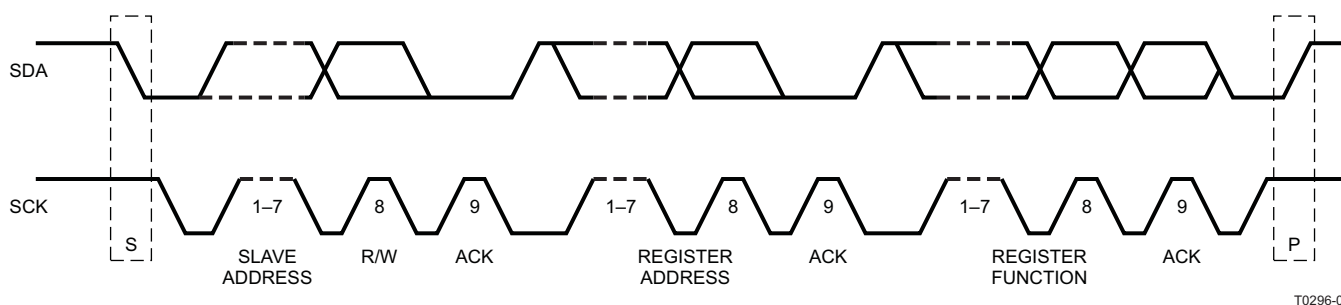 SDA
SCK
1–7
8
9
1–7
8
9
1–7
8
9
S
SLAVE
ADDRESS
R/W
ACK
REGISTER
ADDRESS
ACK
REGISTER
FUNCTION
ACK
P